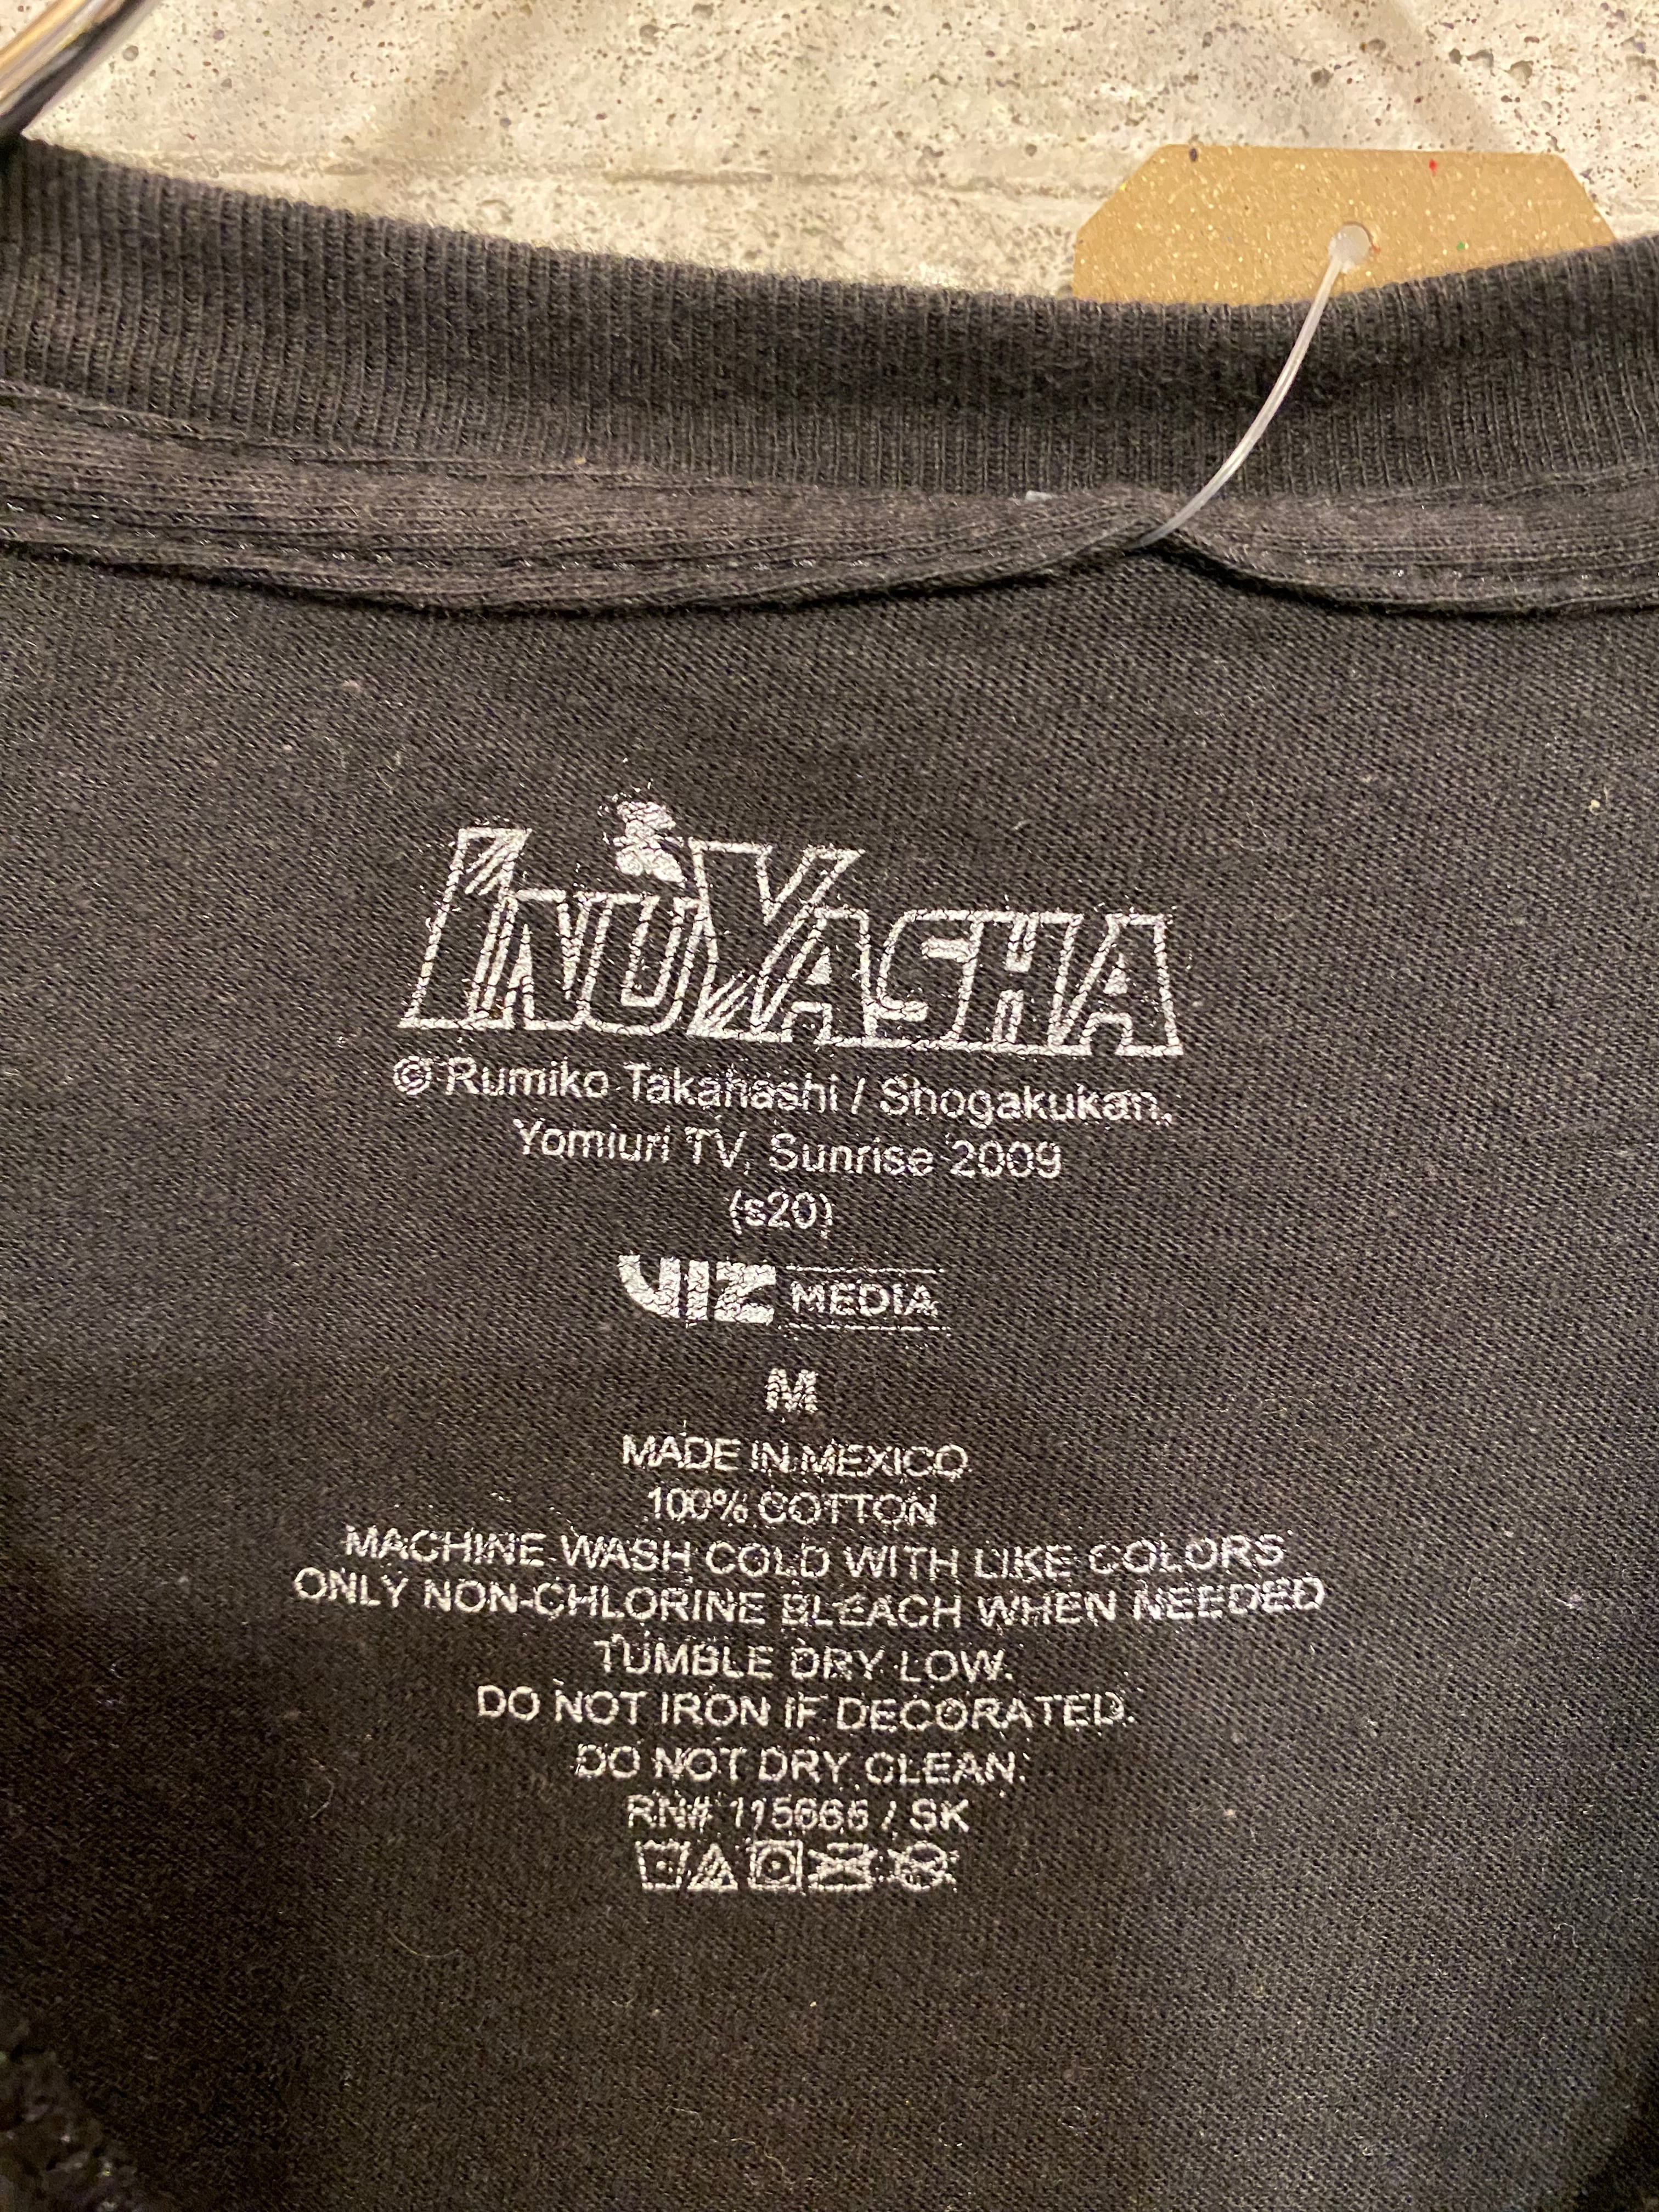 INUYASHA
© Rumiko Takahashi / Shogakukan,
Yomiuri TV, Sunrise 2009
(s20)
VIZ MEDIA
M
MADE IN MEXICO
100% COTTON
MACHINE WASH COLD WITH LIKE COLORS
ONLY NON-CHLORINE BLEACH WHEN NEEDED
TUMBLE DRY LOW.
DO NOT IRON IF DECORATED.
DO NOT DRY CLEAN.
RN# 115666 / SK